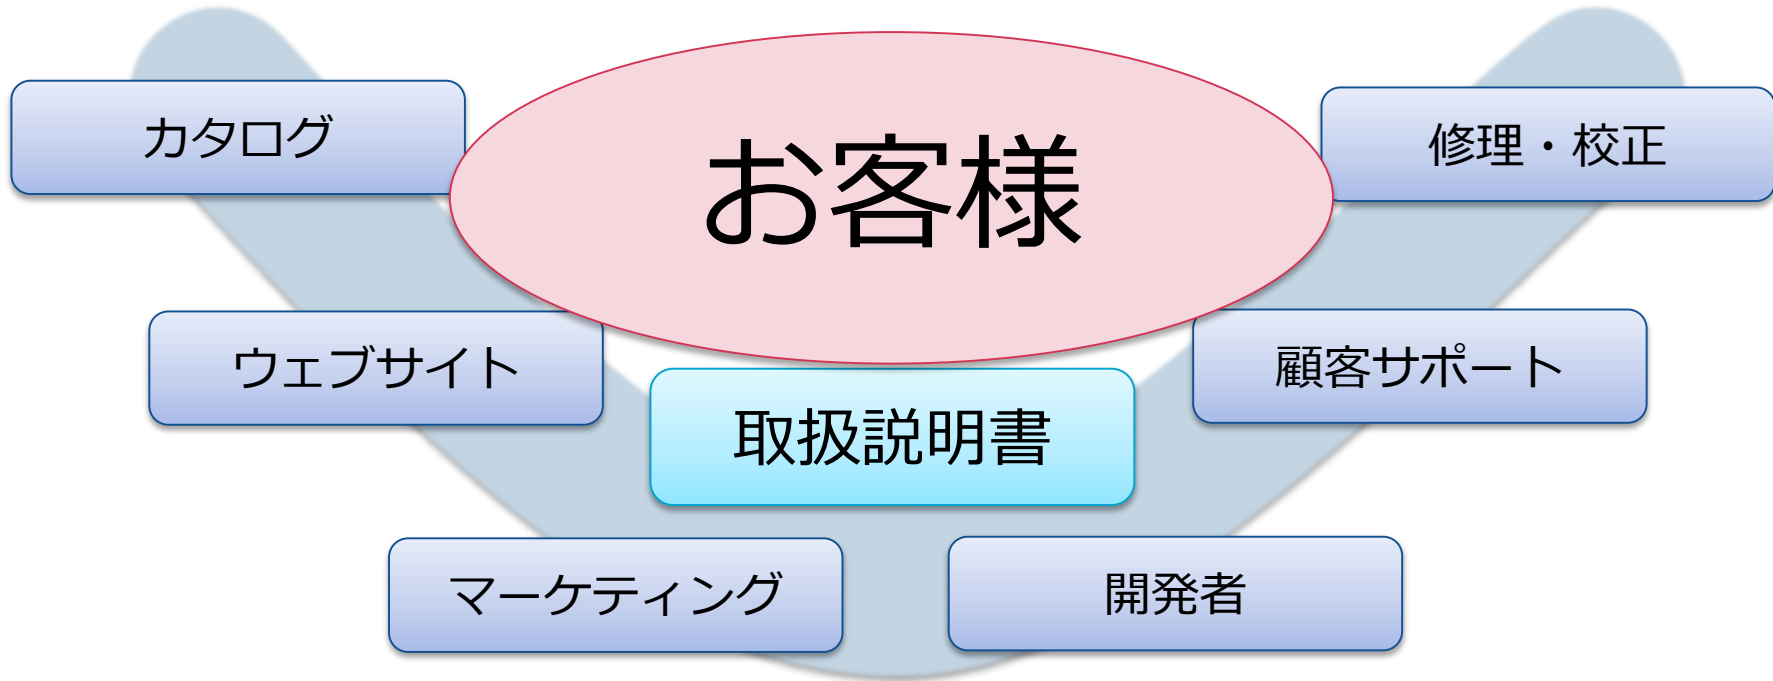 お客様
カタログ
修理・校正
ウェブサイト
顧客サポート
取扱説明書
マーケティング
開発者